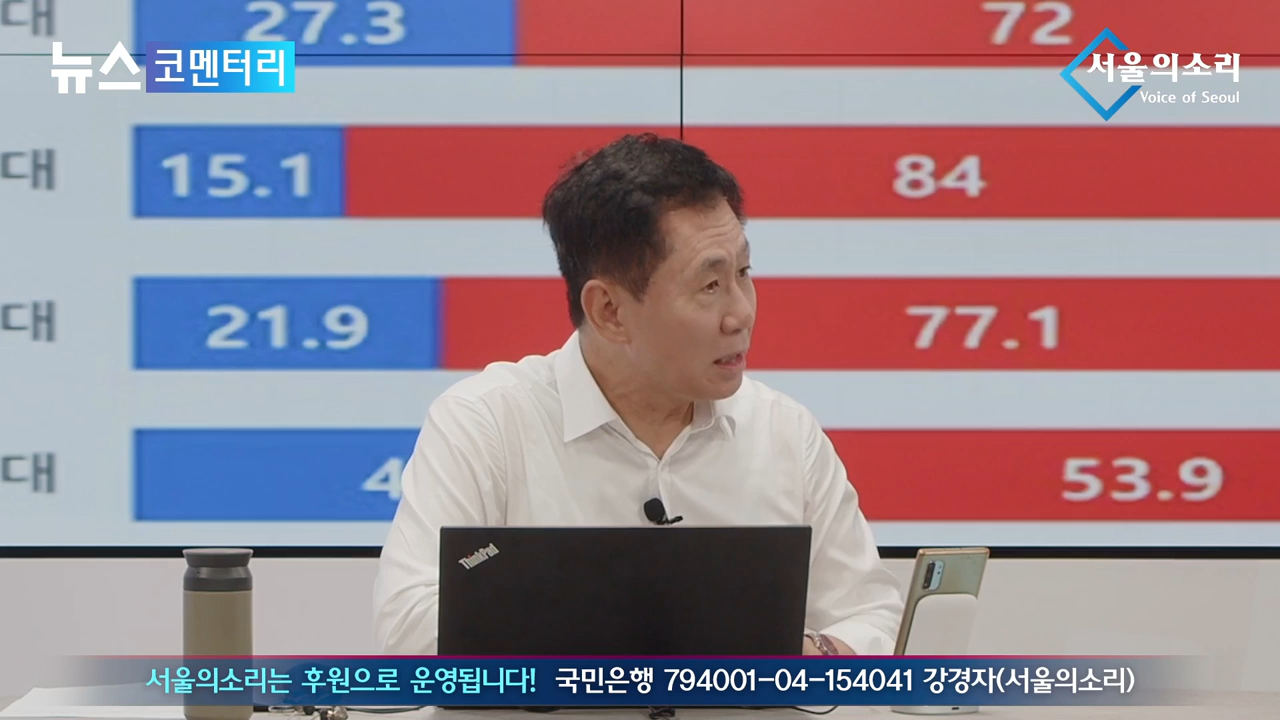 대 27.3 72
뉴스 코멘터리
서울의소리
Voice of Seoul
대 15.1 84
대 21.9 77.1
대 4 53.9
ThinkPad
서울의소리는 후원으로 운영됩니다! 국민은행 794001-04-154041 강경자(서울의소리)